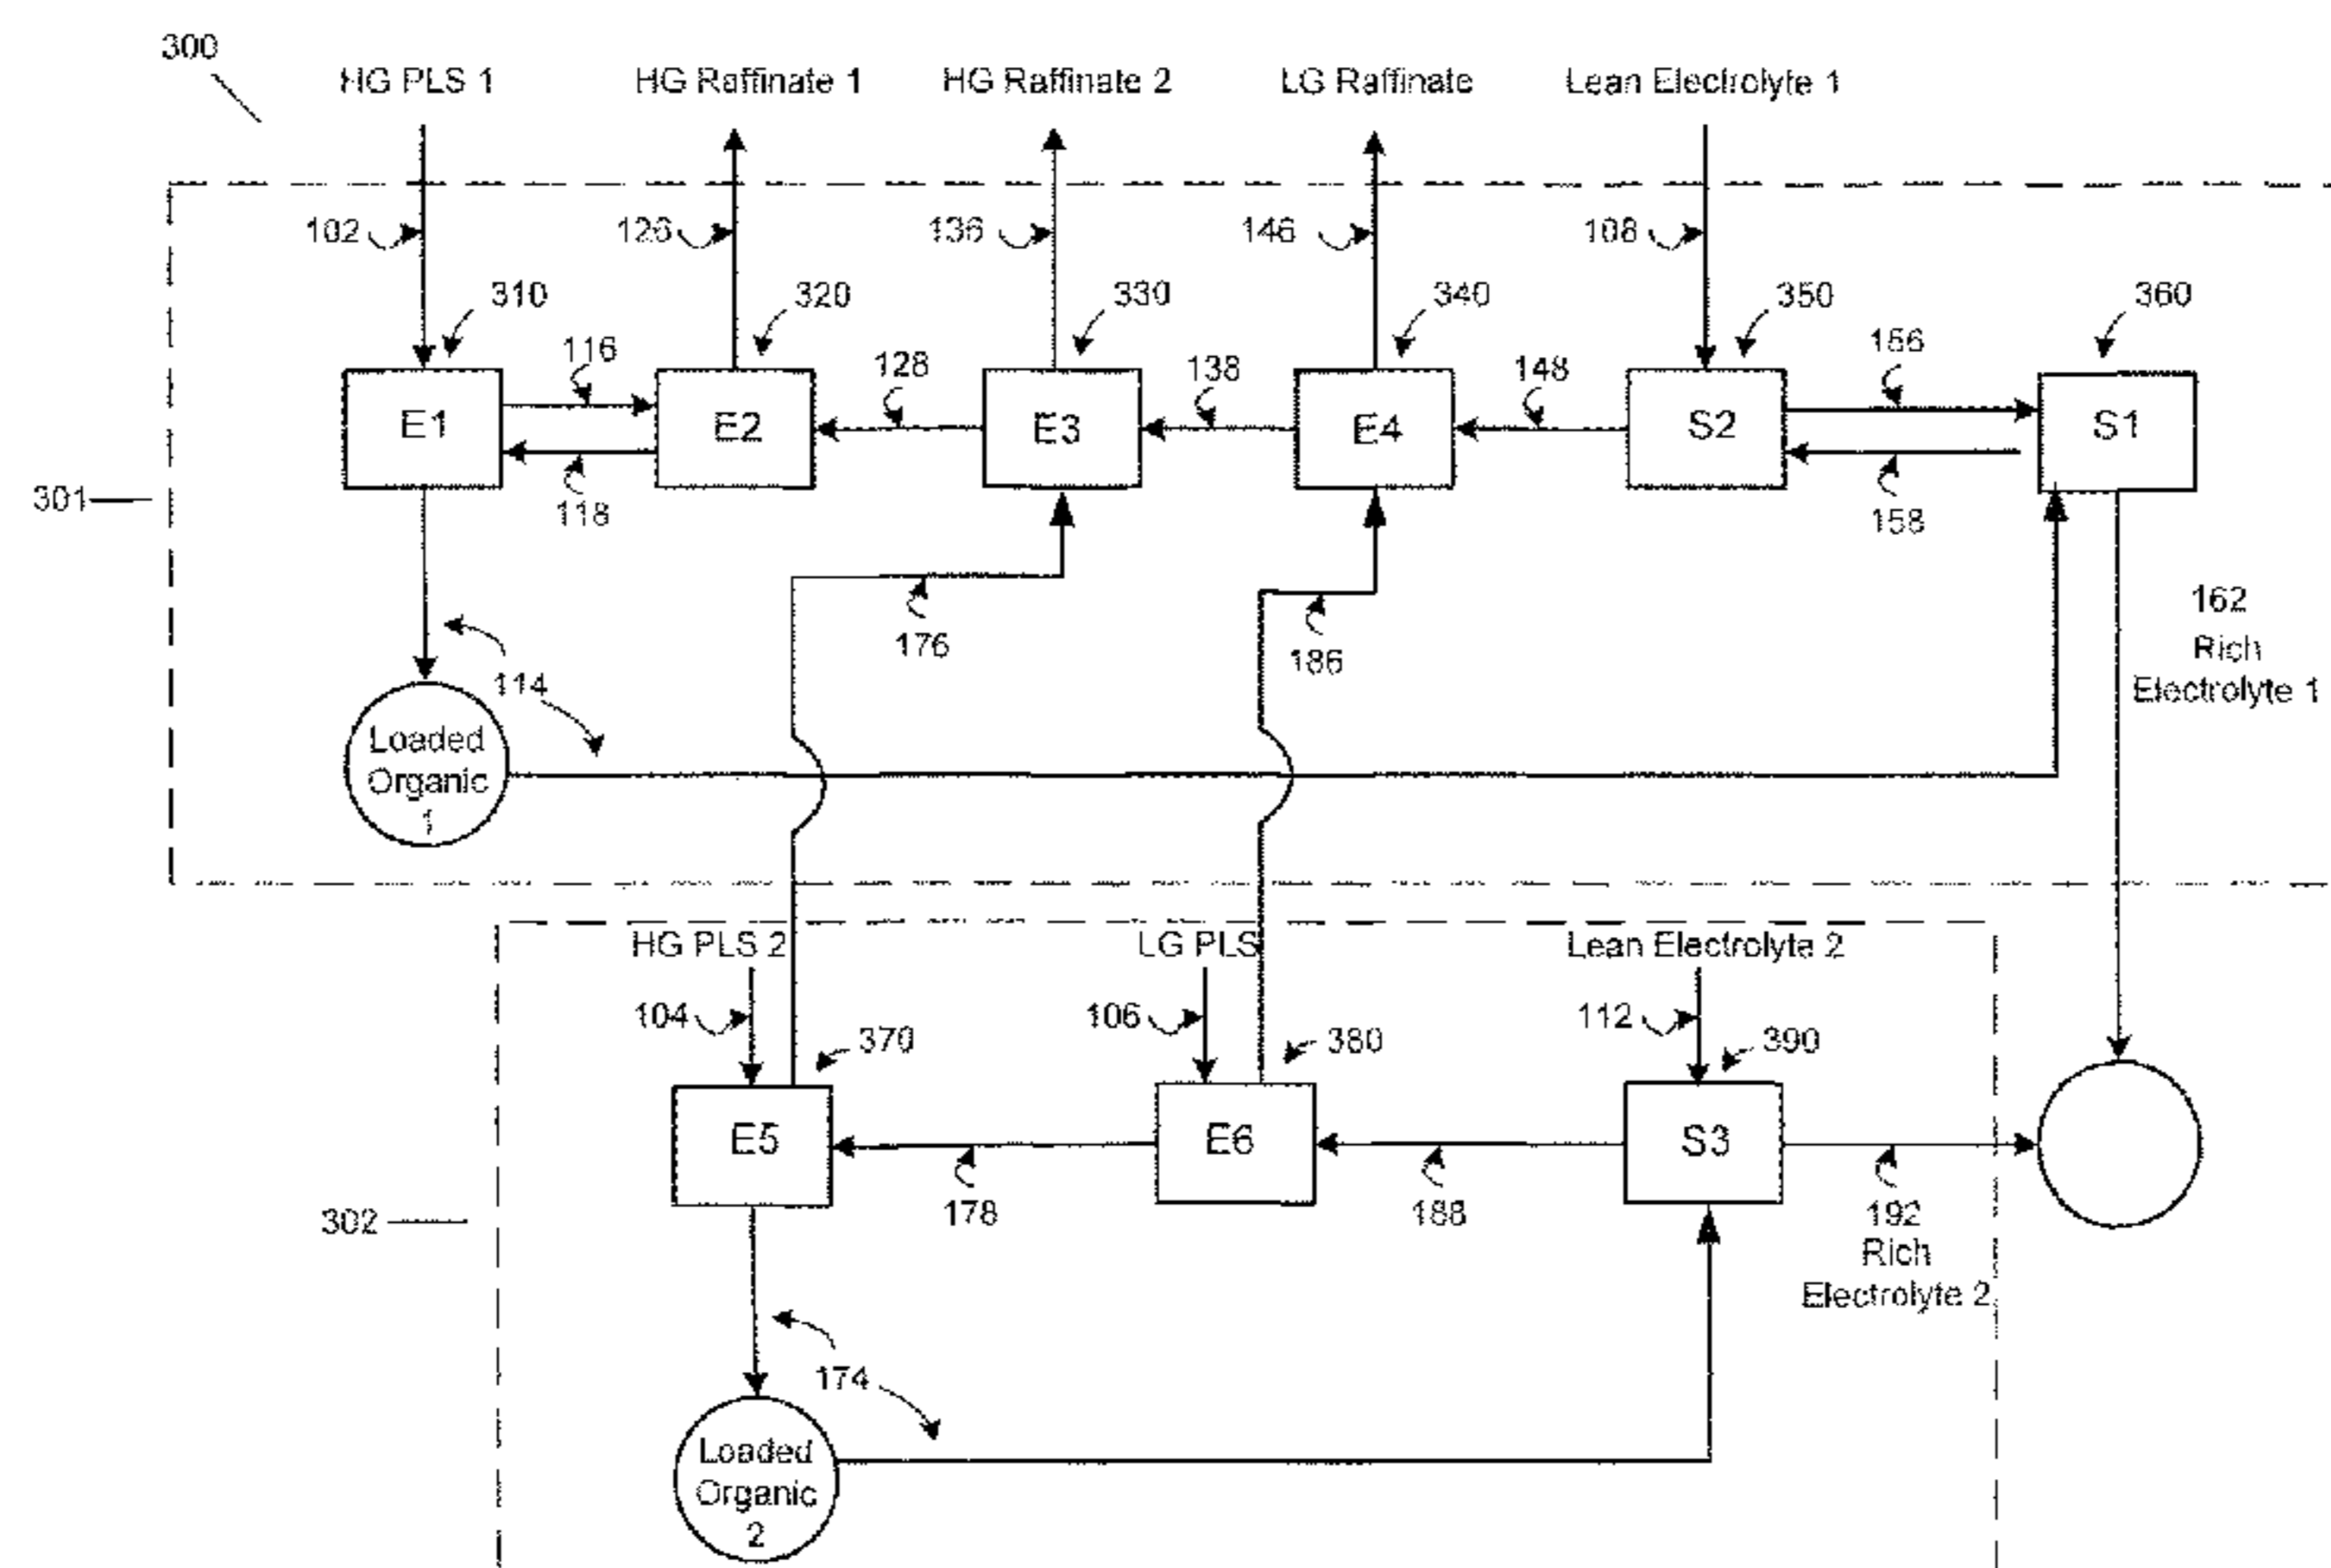 300
HG PLS 1
HG Raffinate 1
HG Raffinate 2
LG Raffinate
Lean Electrolyte 1
102
126
136
146
108
310
320
330
340
350
360
116
128
138
148
156
E1
E2
E3
E4
S2
S1
118
158
301
176
186
162
Rich
Electrolyte 1
114
Loaded
Organic
1
HG PLS 2
LG PLS
Lean Electrolyte 2
104
106
112
370
380
390
E5
E6
S3
178
188
192
Rich
Electrolyte 2
302
174
Loaded
Organic
2